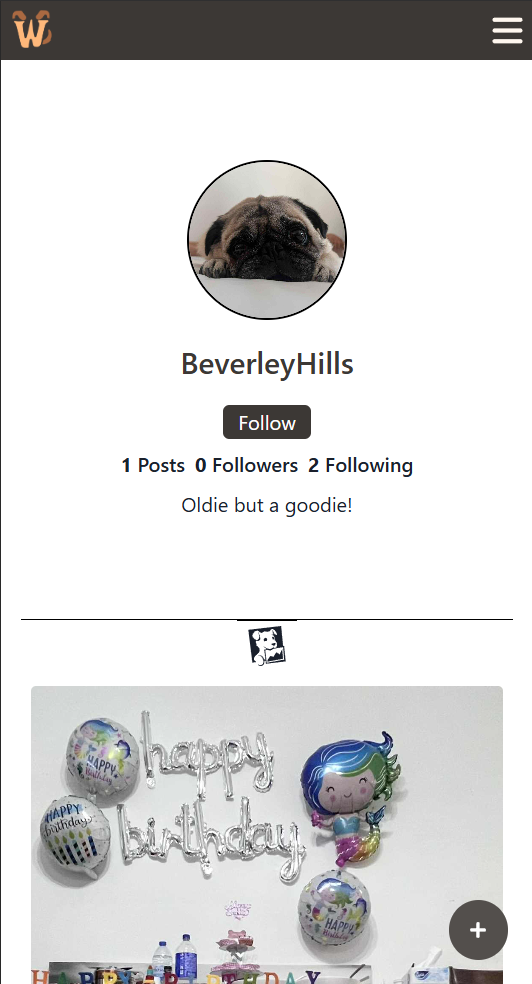 W
BeverleyHills
Follow
1 Posts 0 Followers 2 Following
Oldie but a goodie!
happy
birthday
HAPPY
Birthday
HAPPY
birthday
HAPPY
Birthday